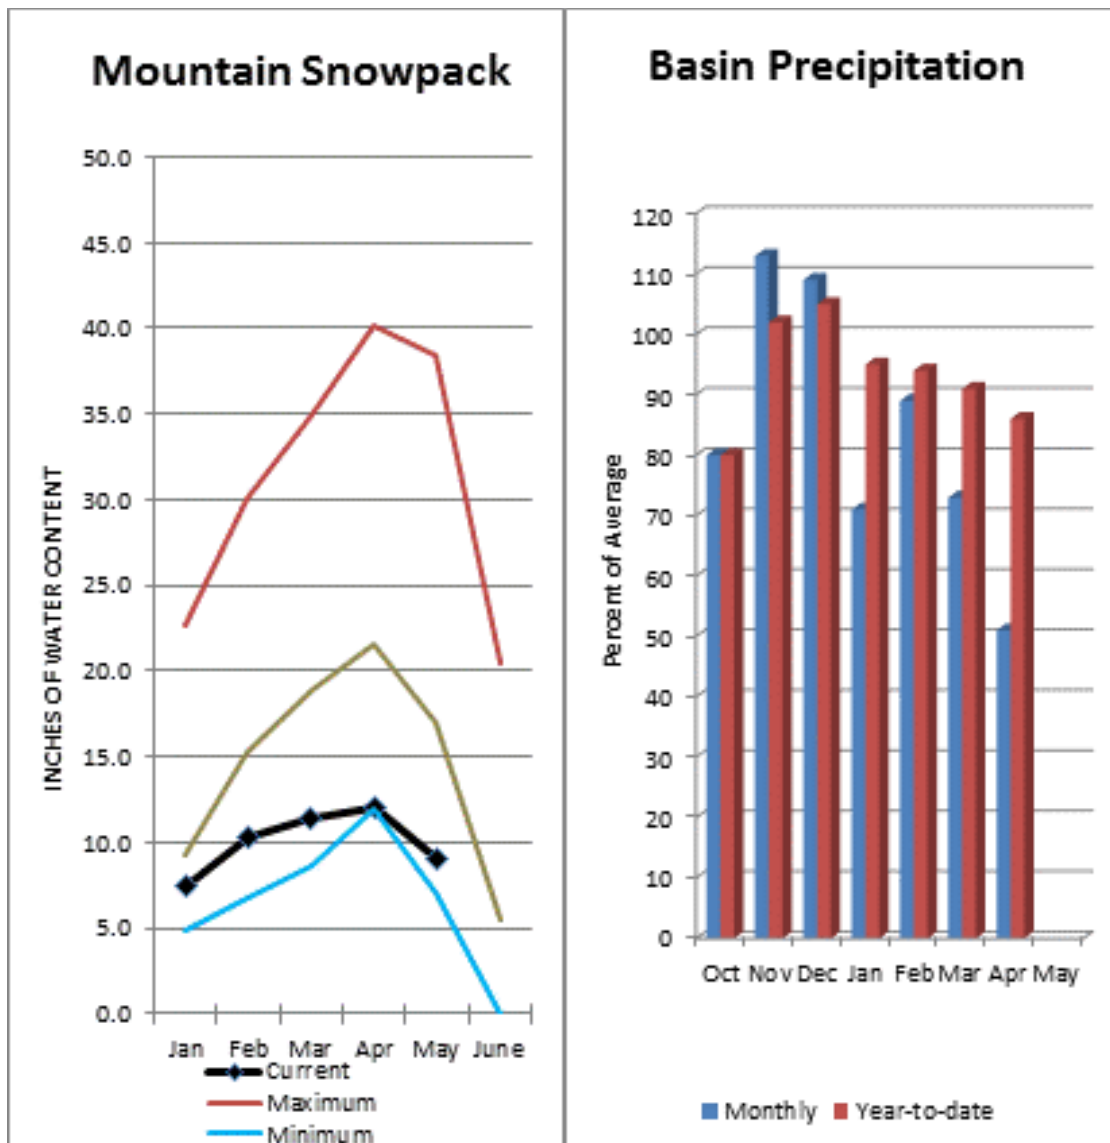 Mountain Snowpack
50.0
45.0
40.0
35.0
30.0
25.0
20.0
15.0
10.0
5.0
0.0
INCHES OF WATER CONTENT
Jan Feb Mar Apr May June
Current
Maximum
Minimum
Basin Precipitation
120
110
100
90
80
70
60
50
40
30
20
10
0
Percent of Average
Oct Nov Dec Jan Feb Mar Apr May
Monthly Year-to-date